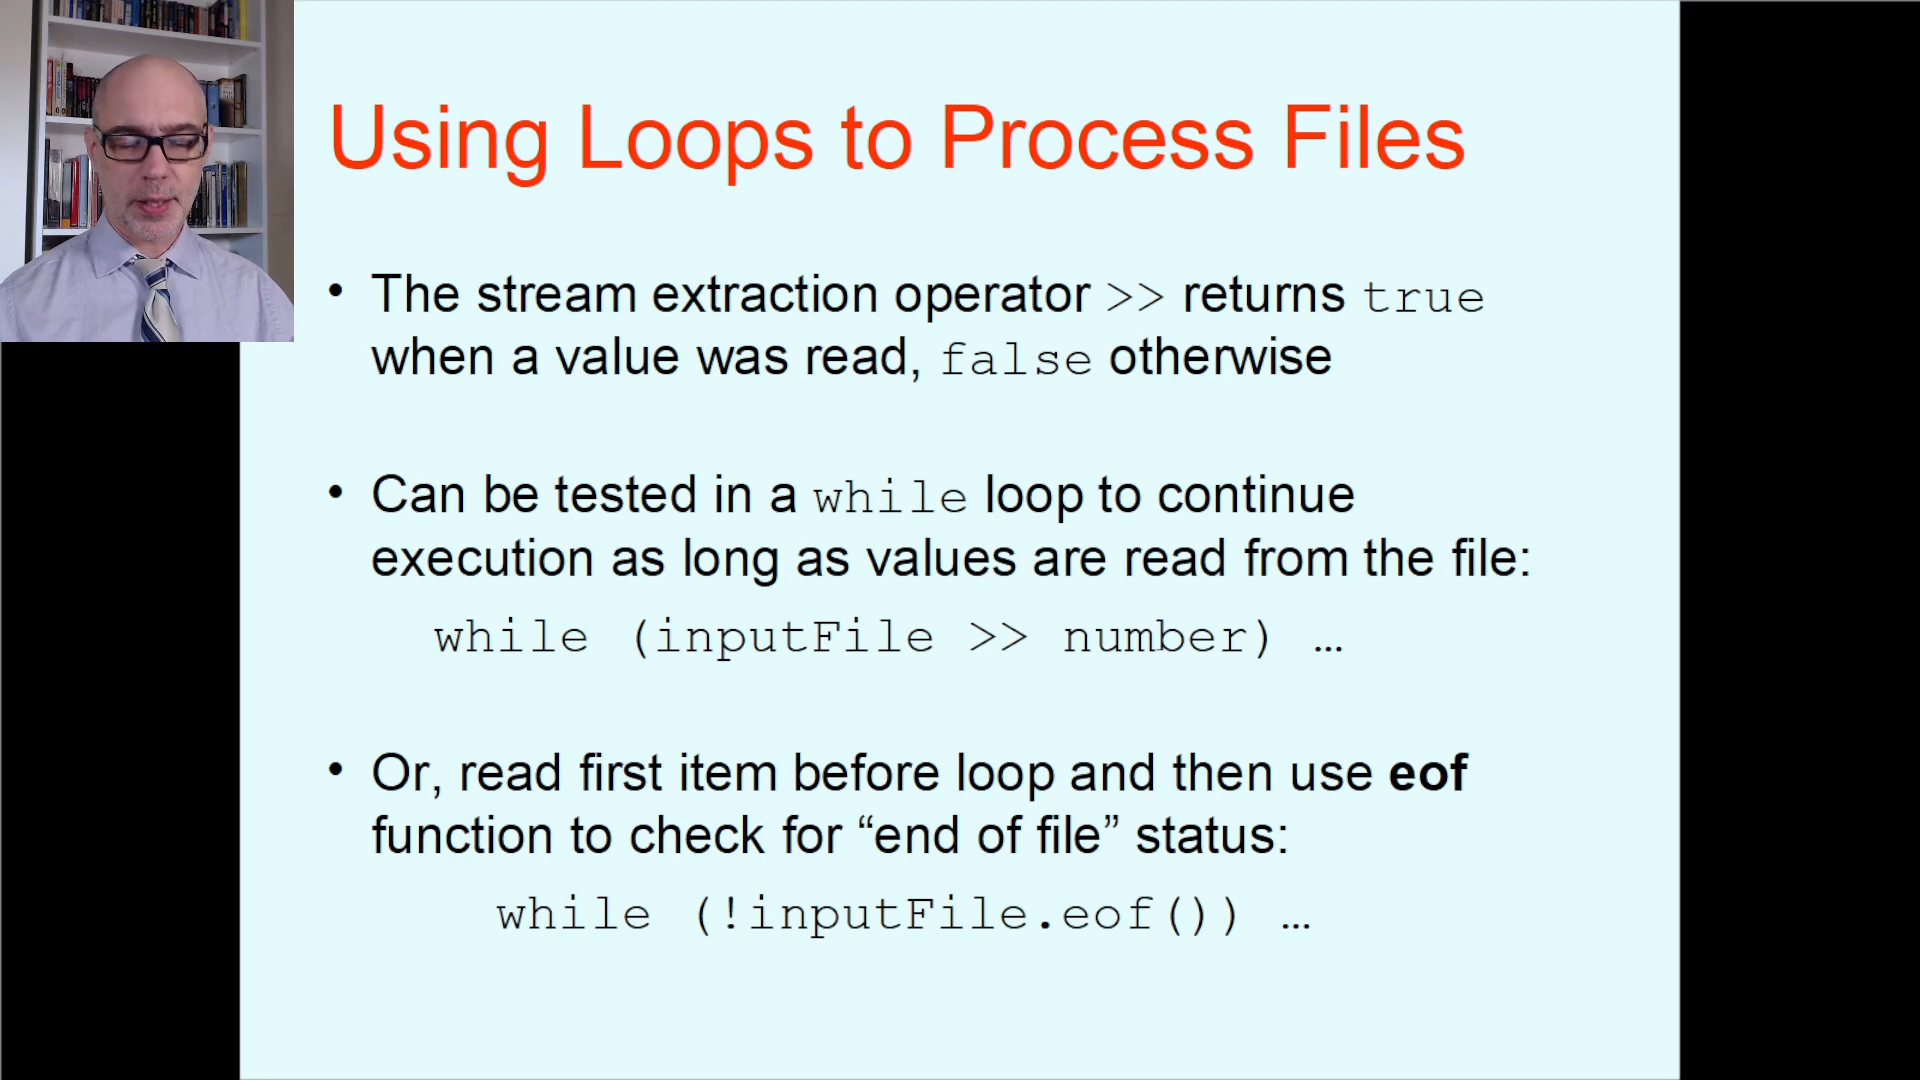 Using Loops to Process Files
• The stream extraction operator >> returns true
when a value was read, false otherwise
• Can be tested in a while loop to continue
execution as long as values are read from the file:
while (inputFile >> number) …
• Or, read first item before loop and then use eof
function to check for “end of file” status:
while (!inputFile.eof()) …